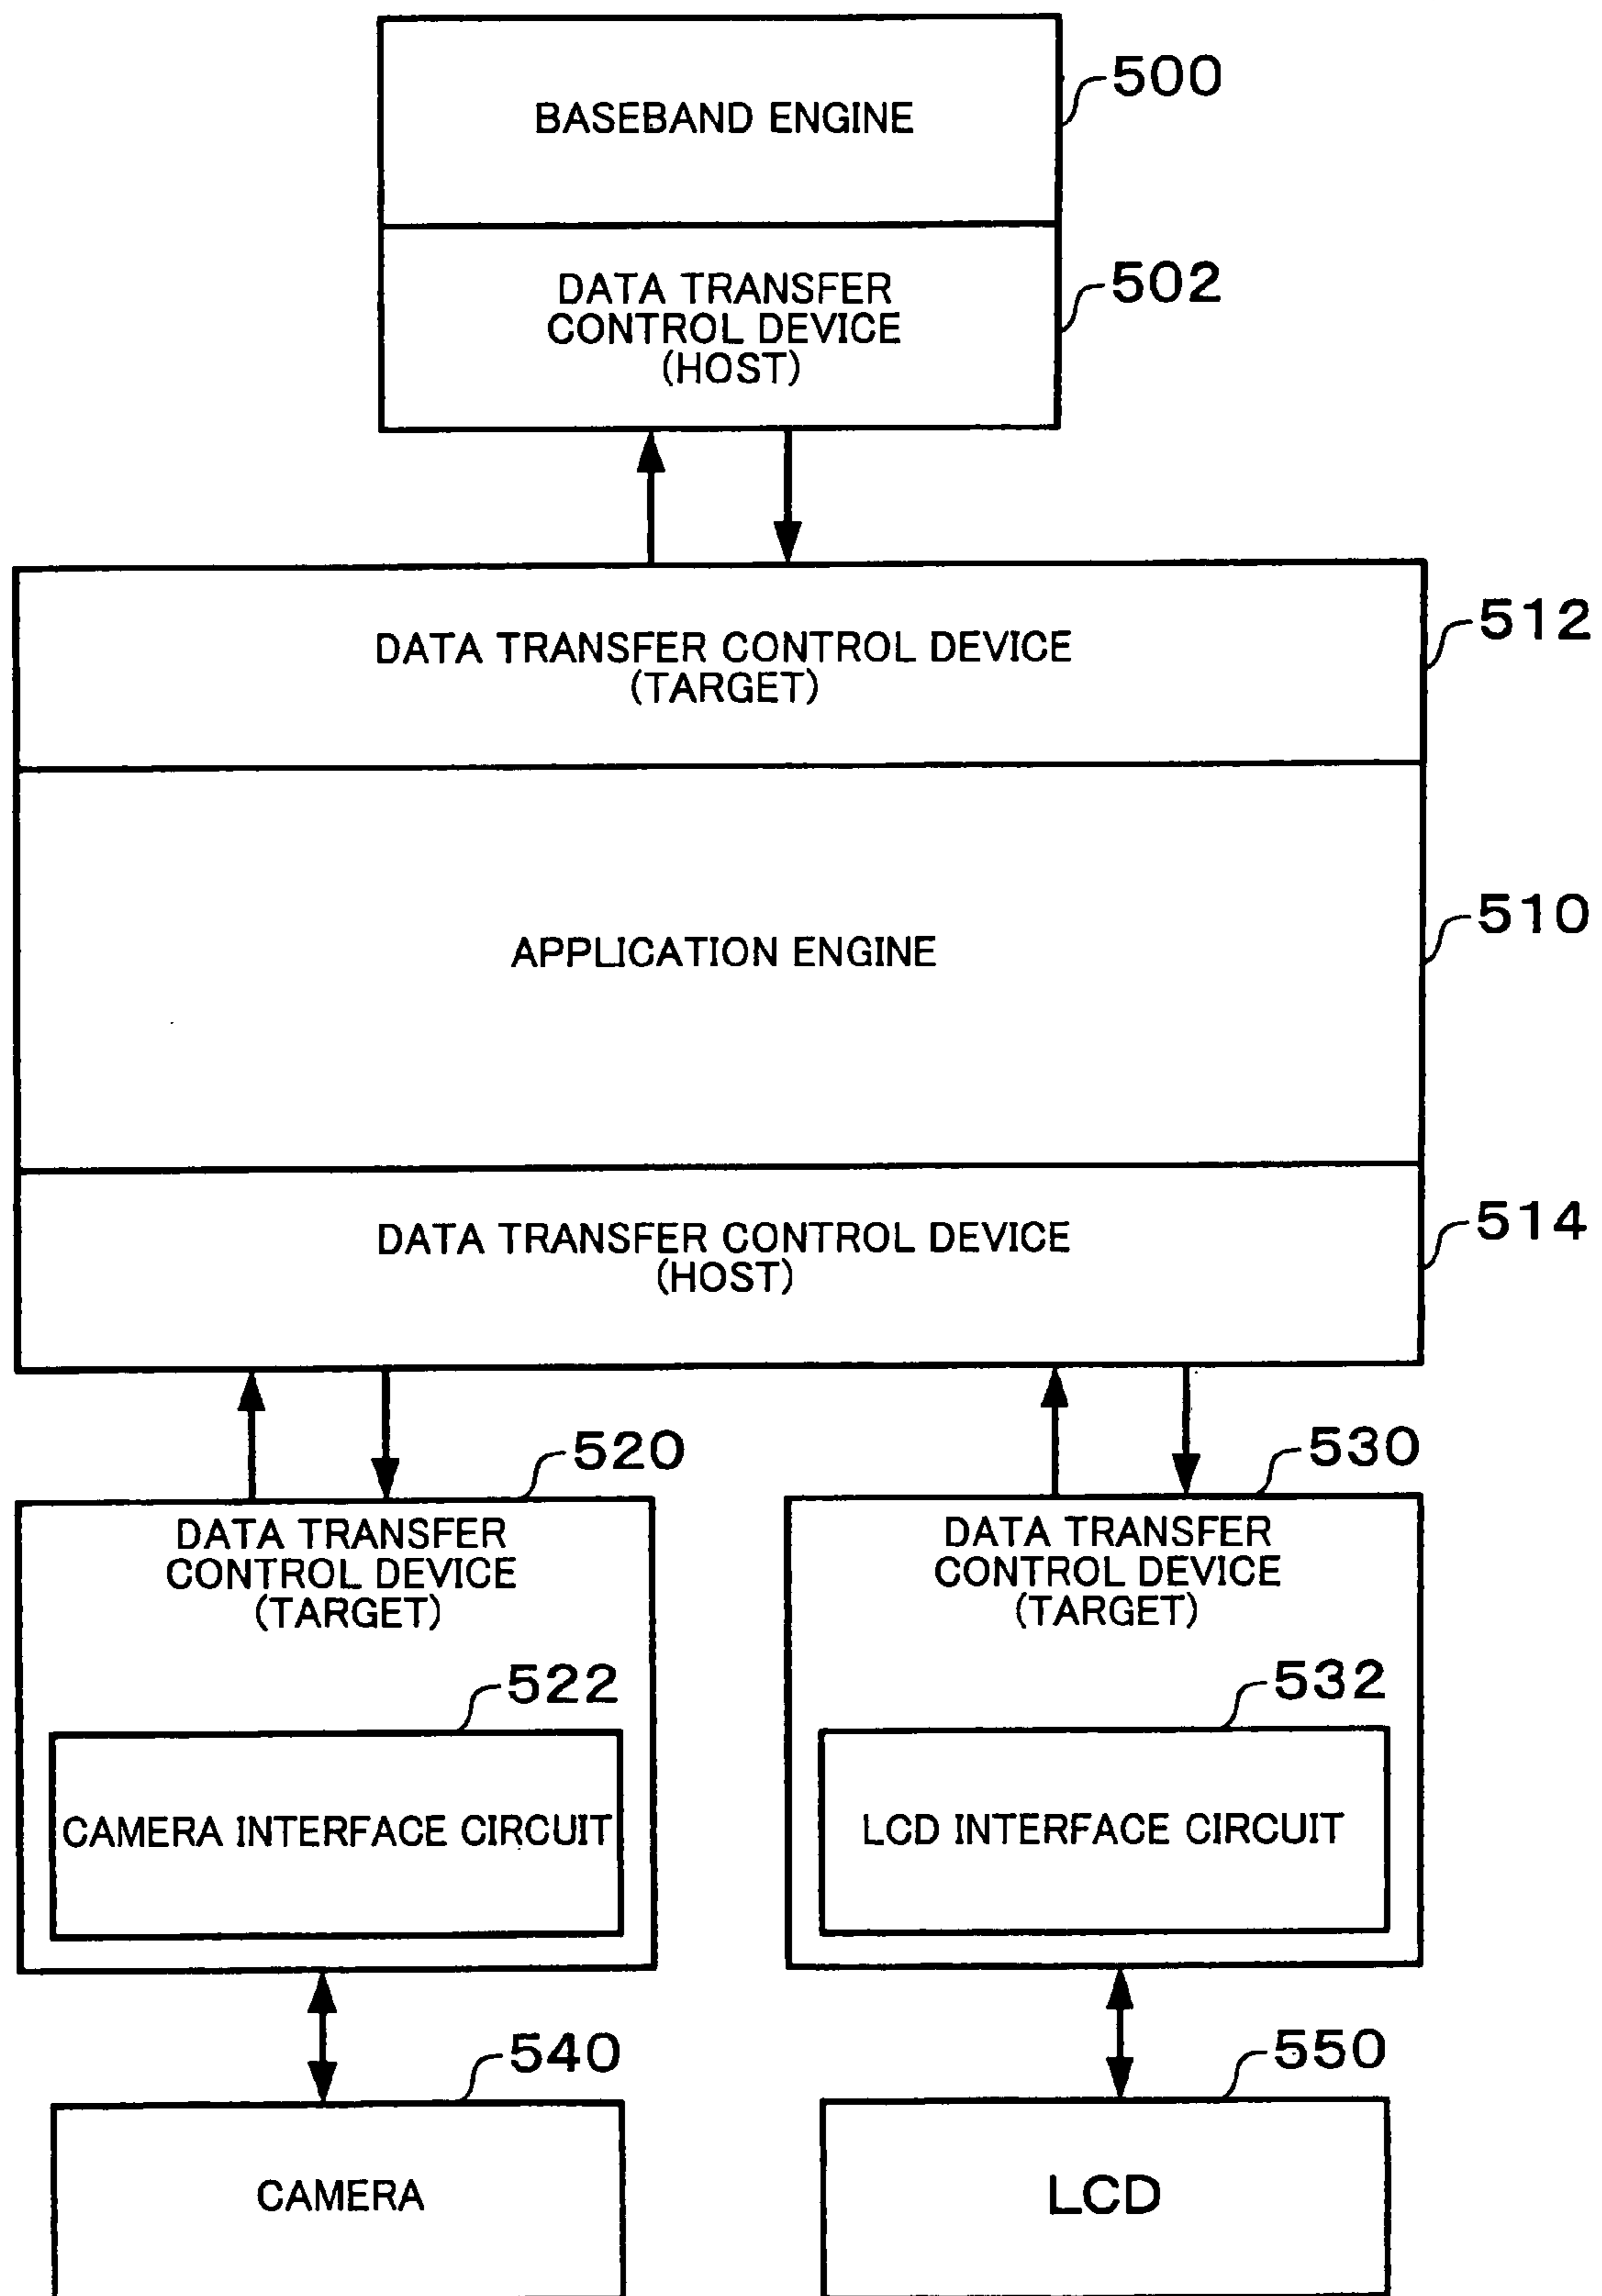 BASEBAND ENGINE
500
DATA TRANSFER
CONTROL DEVICE
(HOST)
502
DATA TRANSFER CONTROL DEVICE
(TARGET)
512
APPLICATION ENGINE
510
DATA TRANSFER CONTROL DEVICE
(HOST)
514
520
DATA TRANSFER
CONTROL DEVICE
(TARGET)
522
CAMERA INTERFACE CIRCUIT
530
DATA TRANSFER
CONTROL DEVICE
(TARGET)
532
LCD INTERFACE CIRCUIT
540
CAMERA
550
LCD